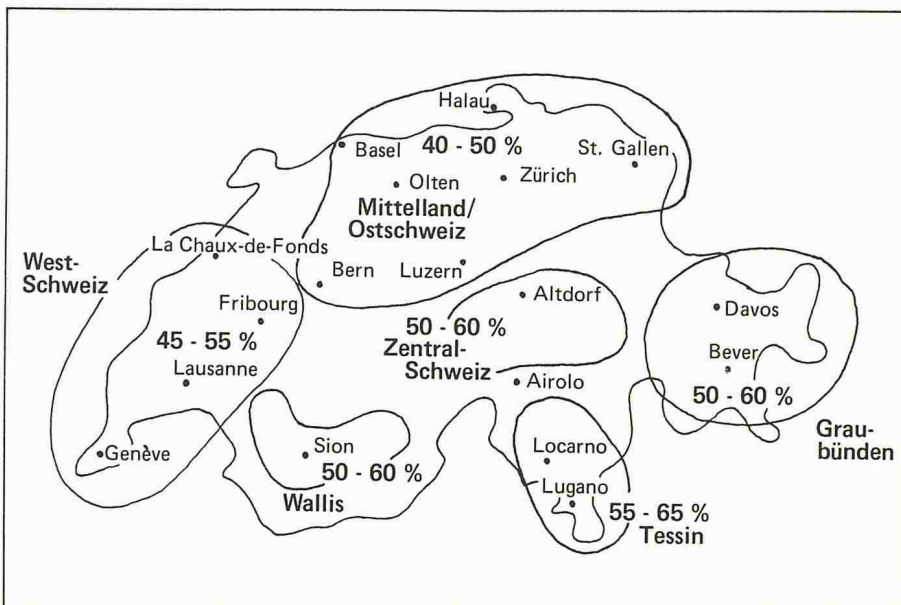 Halau
Basel
40 - 50 %
St. Gallen
Olten
Zürich
Mittelland/
Ostschweiz
La Chaux-de-Fonds
West-
Schweiz
Bern
Luzern
Fribourg
45 - 55 %
Lausanne
Altdorf
50 - 60 %
Zentral-
Schweiz
Airolo
Davos
Bever
50 - 60 %
Grau-
bünden
Genève
Sion
50 - 60 %
Wallis
Locarno
Lugano
55 - 65 %
Tessin